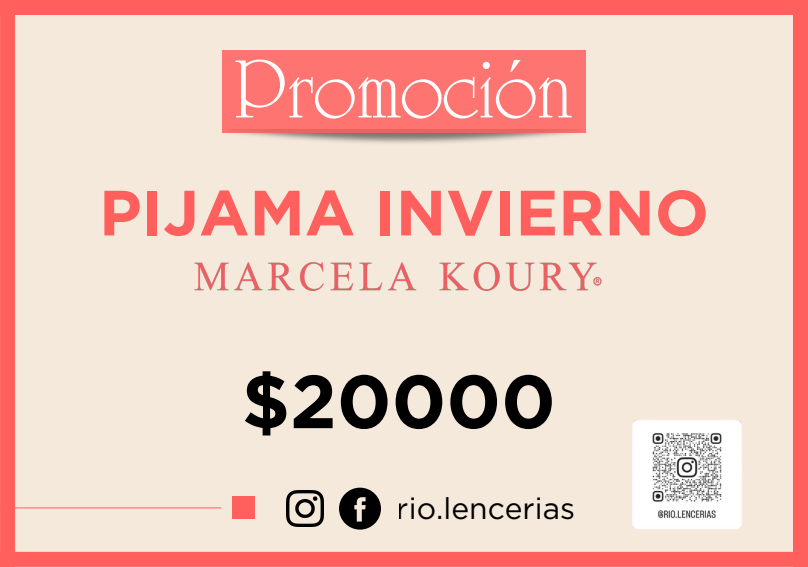 Promoción
PIJAMA INVIERNO
MARCELA KOURY®
$20000
rio.lencerias
@RIO.LENCERIAS